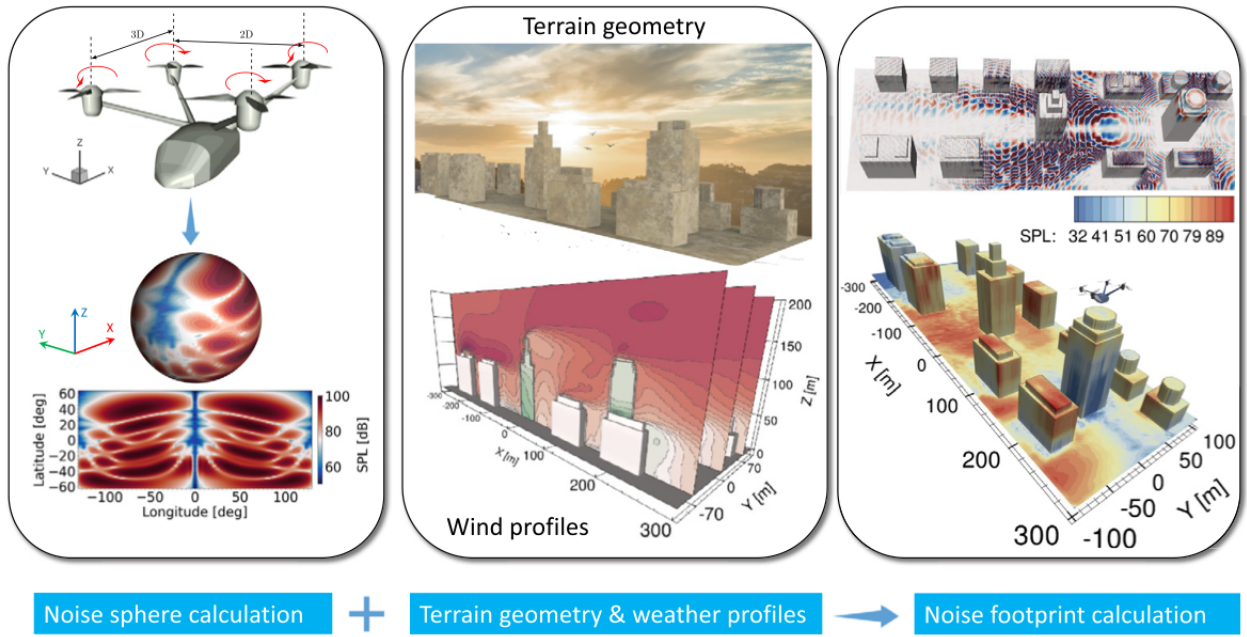 3D
2D
Z
Y
X
Z
Y
X
Latitude [deg]
60
40
20
0
−20
−40
−60
−100
−50
0
50
100
Longitude [deg]
100
80
60
SPL [dB]
Terrain geometry
200
150
100
50
0
Z [m]
-300
-200
-100
0
100
200
300
X [m]
70
0
-70
Y [m]
Wind profiles
SPL: 32 41 51 60 70 79 89
-300
-200
-100
0
100
200
300
X [m]
100
50
0
-50
-100
Y [m]
Noise sphere calculation
+
Terrain geometry & weather profiles
Noise footprint calculation